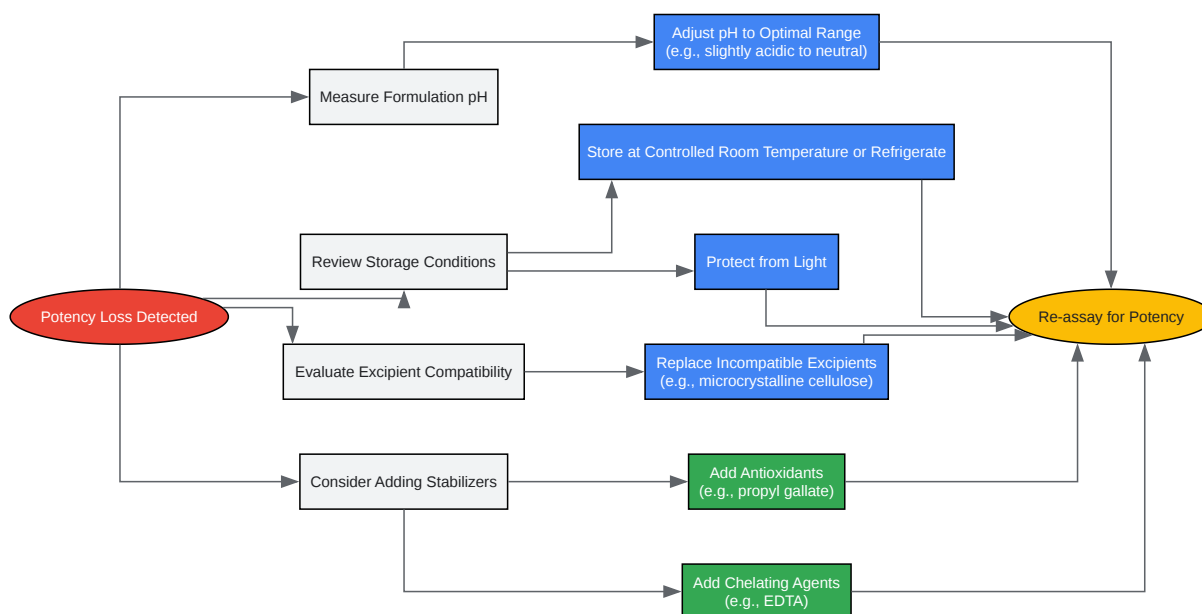 Adjust pH to Optimal Range
(e.g., slightly acidic to neutral)
Measure Formulation pH
Store at Controlled Room Temperature or Refrigerate
Review Storage Conditions
Protect from Light
Potency Loss Detected
Re-assay for Potency
Evaluate Excipient Compatibility
Replace Incompatible Excipients
(e.g., microcrystalline cellulose)
Consider Adding Stabilizers
Add Antioxidants
(e.g., propyl gallate)
Add Chelating Agents
(e.g., EDTA)